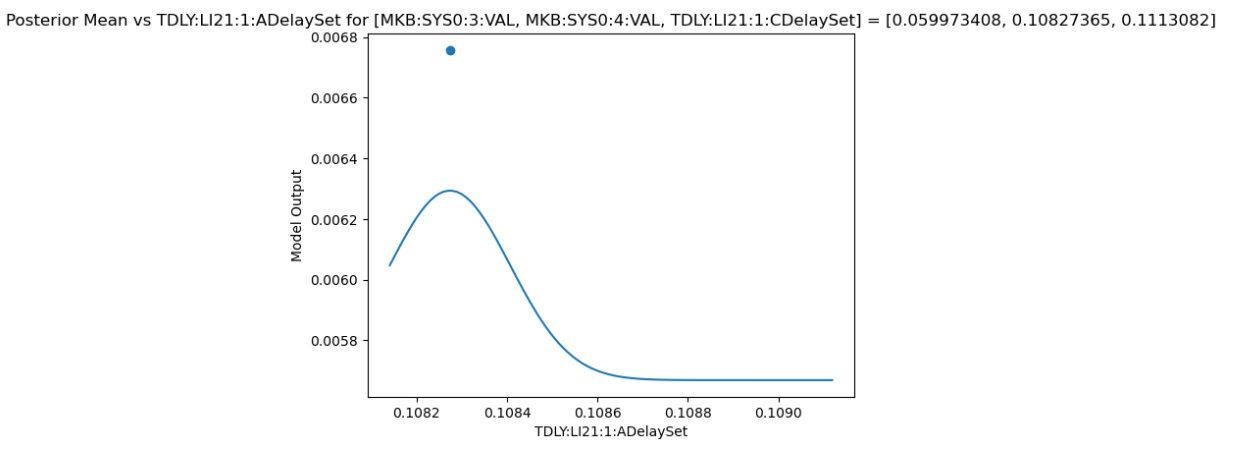 Posterior Mean vs TDLY:LI21:1:ADelaySet for [MKB:SYS0:3:VAL, MKB:SYS0:4:VAL, TDLY:LI21:1:CDelaySet] = [0.059973408, 0.10827365, 0.1113082]
0.0068
0.0066
0.0064
0.0062
0.0060
0.0058
Model Output
0.1082 0.1084 0.1086 0.1088 0.1090
TDLY:LI21:1:ADelaySet